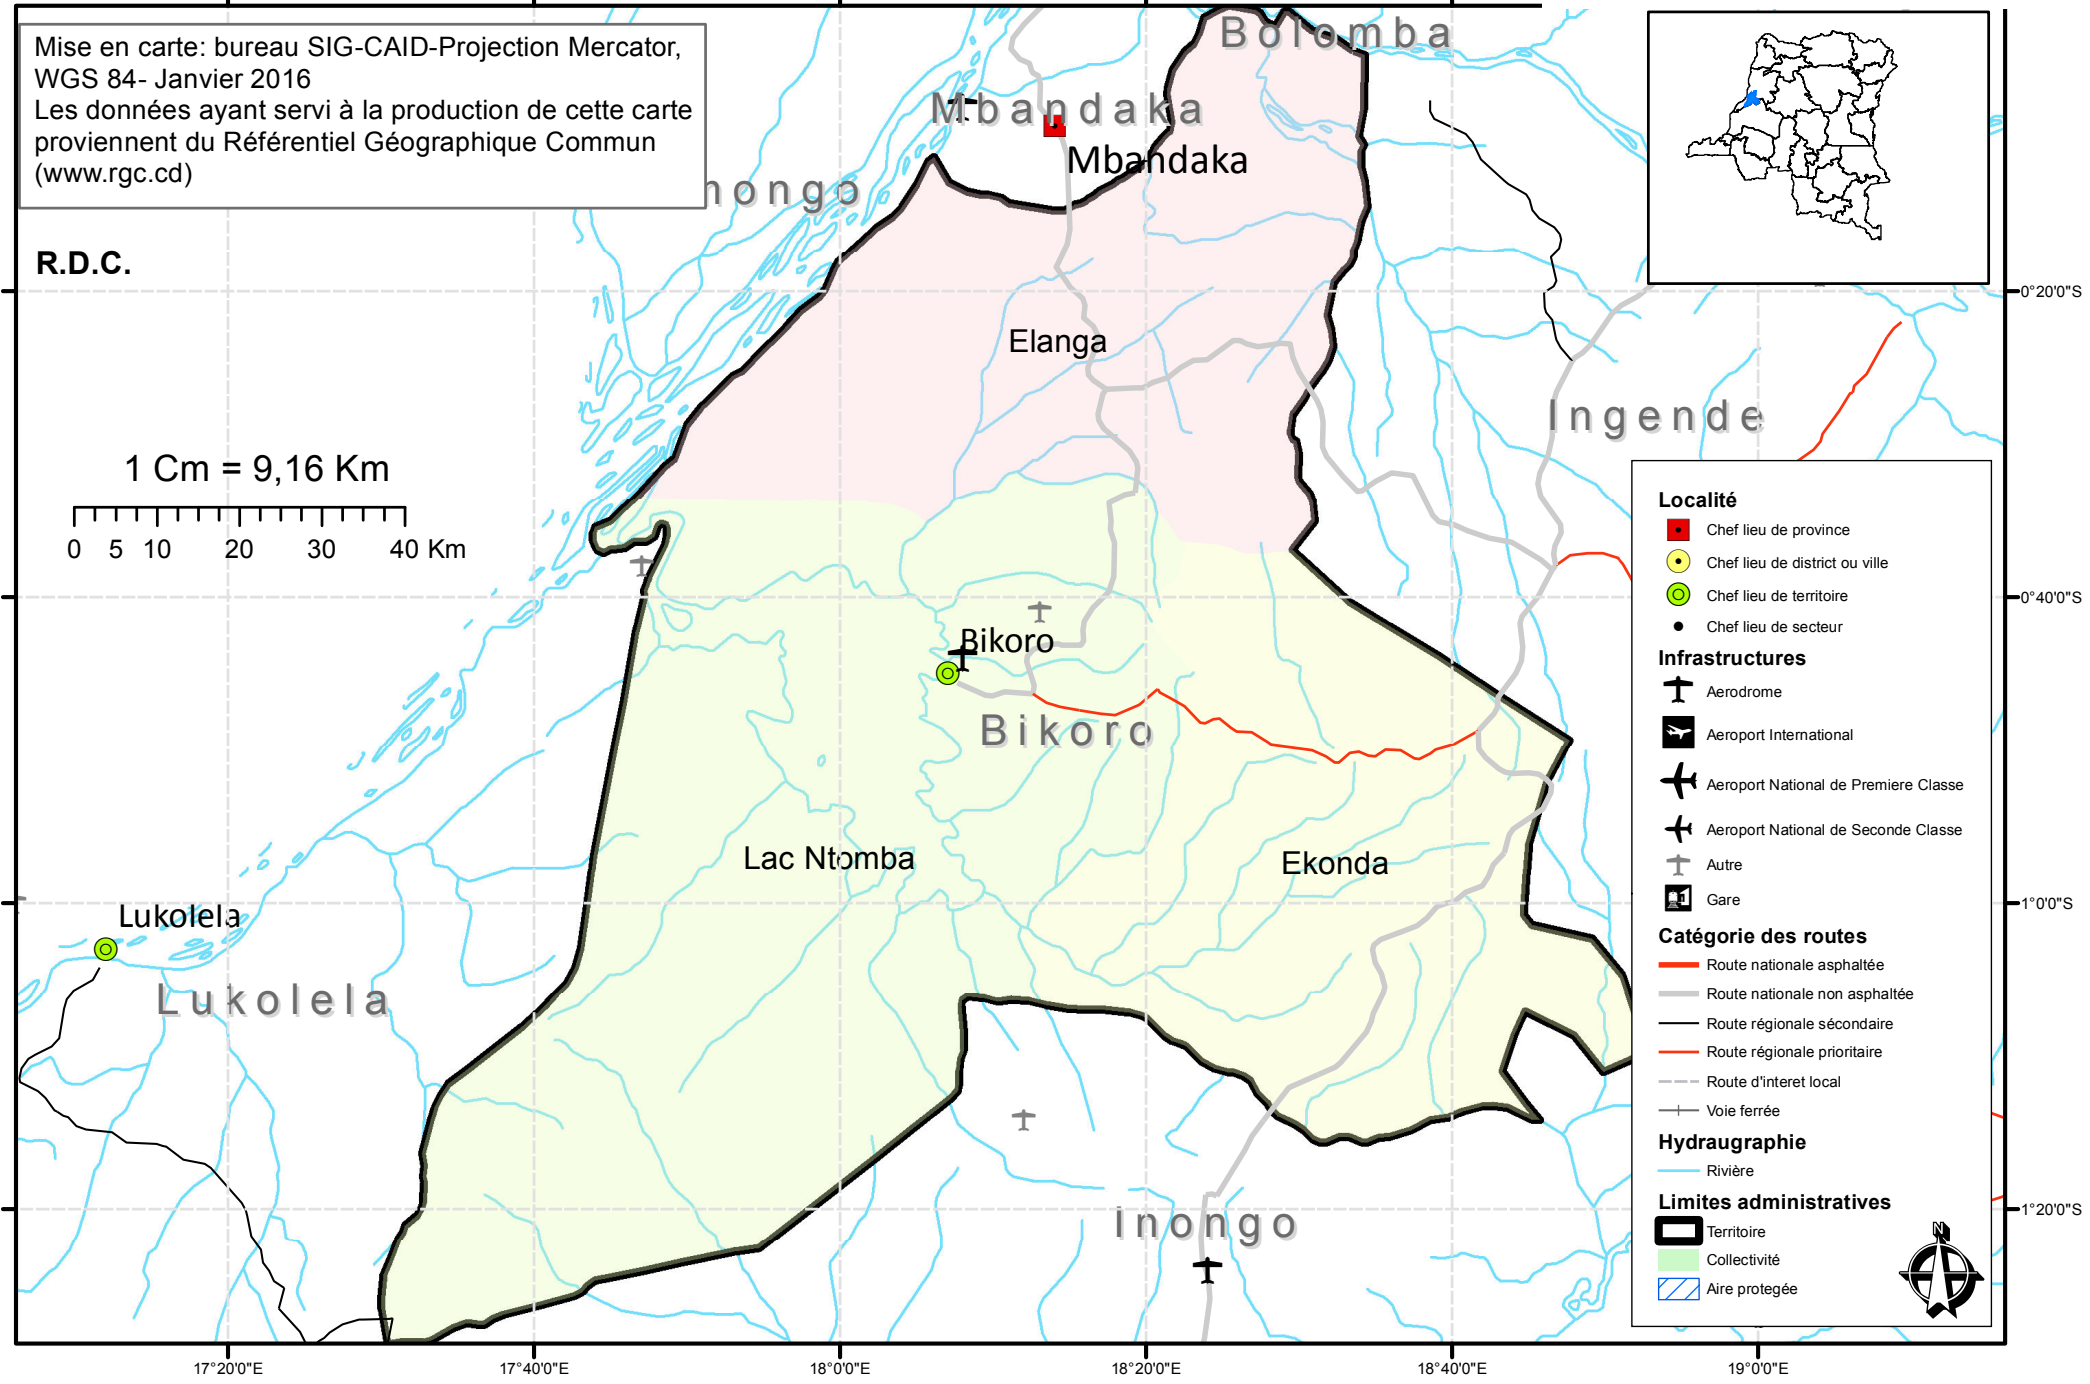 Mise en carte: bureau SIG-CAID-Projection Mercator,
WGS 84- Janvier 2016
Les données ayant servi à la production de cette carte
proviennent du Référentiel Géographique Commun
(www.rgc.cd)
R.D.C.
Bolomba
Mbandaka
Mbandaka
Elanga
0°20'0"S
Ingende
1 Cm = 9,16 Km
0 5 10 20 30 40 Km
0°40'0"S
Bikoro
Bikoro
Lac Ntomba
Ekonda
Lukolela
Lukolela
1°0'0"S
Inongo
1°20'0"S
Localité
Chef lieu de province
Chef lieu de district ou ville
Chef lieu de territoire
Chef lieu de secteur
Infrastructures
Aerodrome
Aeroport International
Aeroport National de Premiere Classe
Aeroport National de Seconde Classe
Autre
Gare
Catégorie des routes
Route nationale asphaltée
Route nationale non asphaltée
Route régionale sécondaire
Route régionale prioritaire
Route d'interet local
Voie ferrée
Hydraugraphie
Rivière
Limites administratives
Territoire
Collectivité
Aire protegée
N
17°20'0"E 17°40'0"E 18°0'0"E 18°20'0"E 18°40'0"E 19°0'0"E